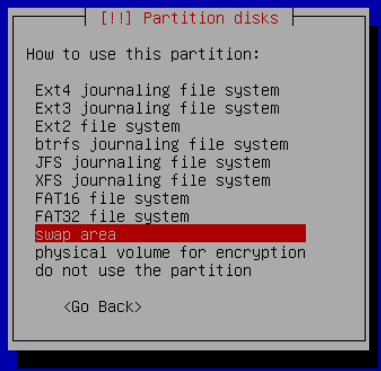 [!!] Partition disks
How to use this partition:
Ext4 journaling file system
Ext3 journaling file system
Ext2 file system
btrfs journaling file system
JFS journaling file system
XFS journaling file system
FAT16 file system
FAT32 file system
swap area
physical volume for encryption
do not use the partition
<Go Back>